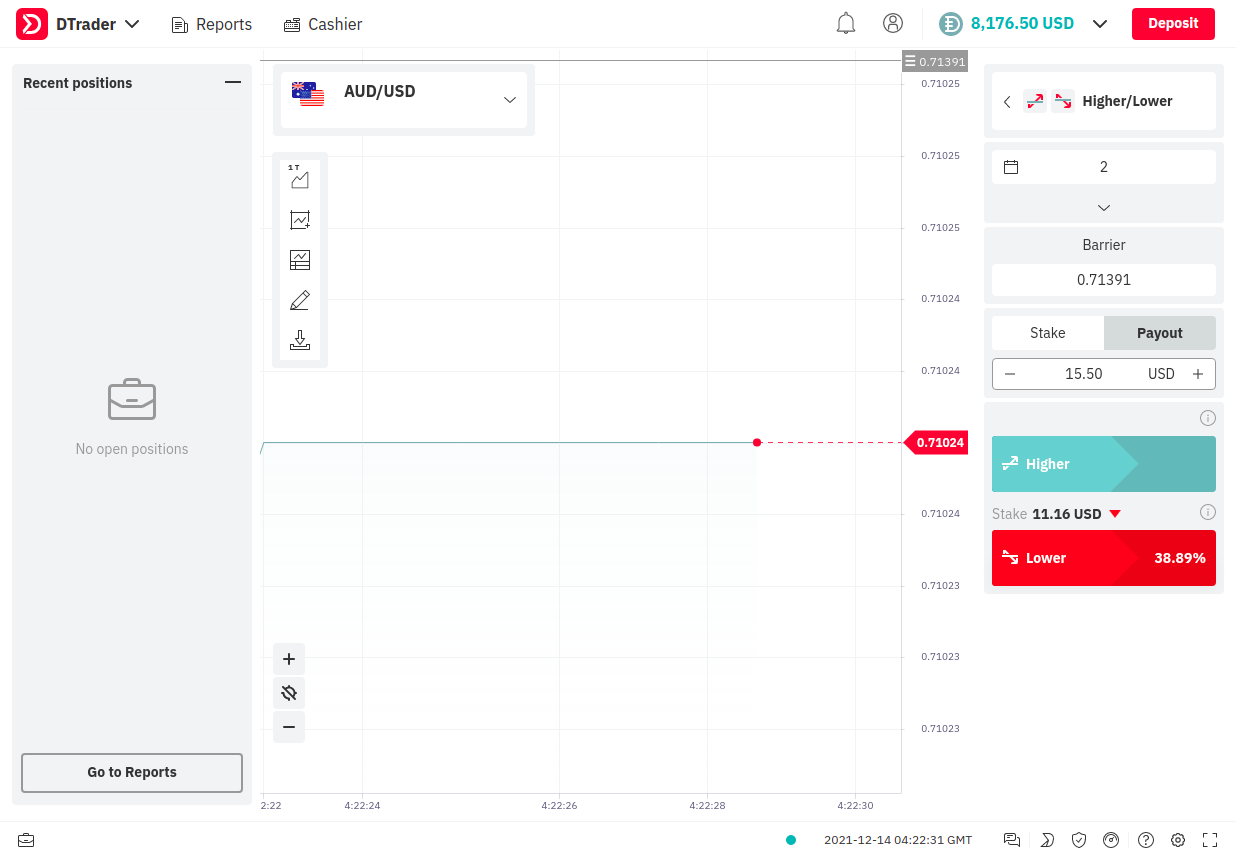 DTrader
Reports
Cashier
8,176.50 USD
Deposit
Recent positions
No open positions
Go to Reports
AUD/USD
1T
0.71391
0.71025
0.71025
0.71025
0.71024
0.71024
0.71024
0.71024
0.71023
0.71023
0.71023
2:22
4:22:24
4:22:26
4:22:28
4:22:30
Higher/Lower
2
Barrier
0.71391
Stake
Payout
15.50
USD
Higher
Stake 11.16 USD
Lower
38.89%
2021-12-14 04:22:31 GMT